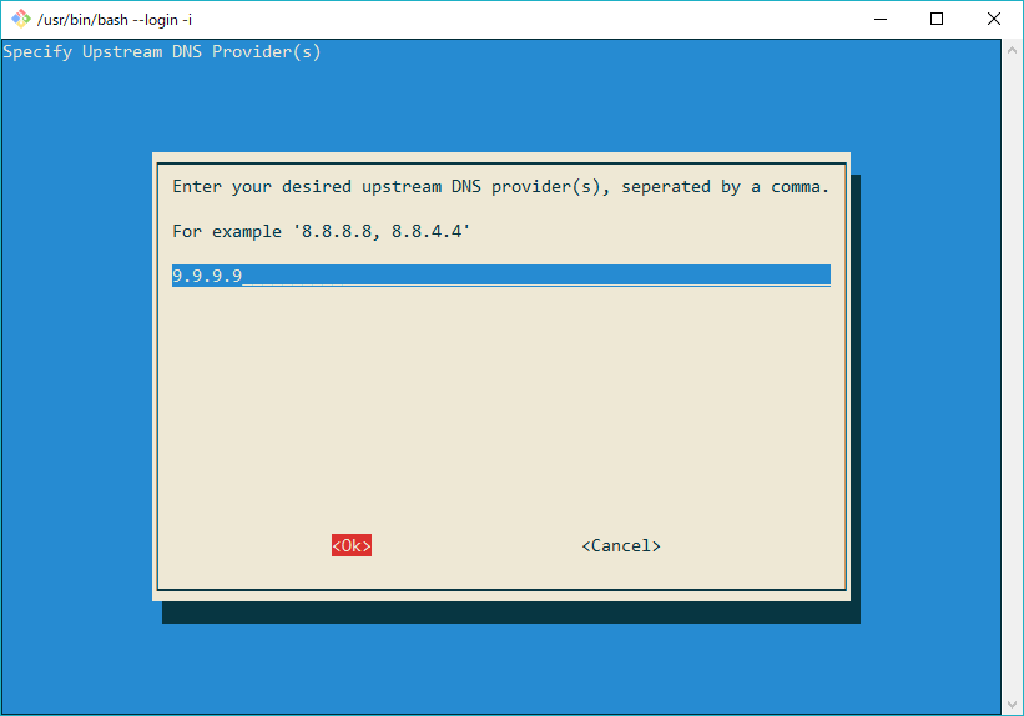 /usr/bin/bash --login -i
Specify Upstream DNS Provider(s)
Enter your desired upstream DNS provider(s), seperated by a comma.
For example '8.8.8.8, 8.8.4.4'
9.9.9.9
<Ok> <Cancel>